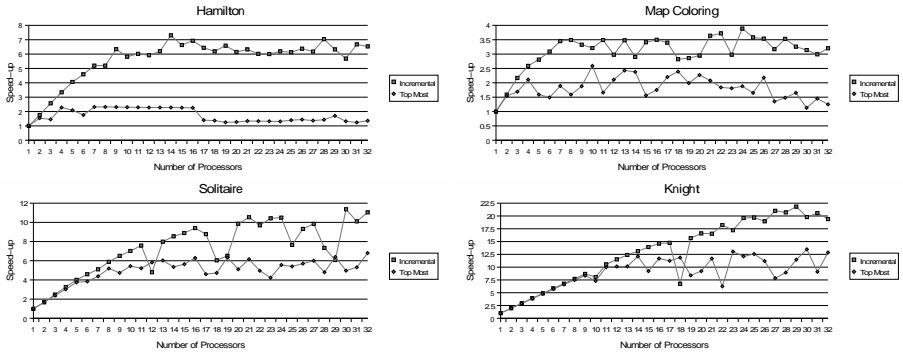 Hamilton
8
7
6
5
4
3
2
1
0
Speed-up
1 2 3 4 5 6 7 8 9 10 11 12 13 14 15 16 17 18 19 20 21 22 23 24 25 26 27 28 29 30 31 32
Number of Processors
Incremental
Top Most
Map Coloring
4
3.5
3
2.5
2
1.5
1
0.5
0
Speed-up
1 2 3 4 5 6 7 8 9 10 11 12 13 14 15 16 17 18 19 20 21 22 23 24 25 26 27 28 29 30 31 32
Number of Processors
Incremental
Top Most
Solitaire
12
10
8
6
4
2
0
Speed-up
1 2 3 4 5 6 7 8 9 10 11 12 13 14 15 16 17 18 19 20 21 22 23 24 25 26 27 28 29 30 31 32
Number of Processors
Incremental
Top Most
Knight
22.5
20
17.5
15
12.5
10
7.5
5
2.5
0
Speed-up
1 2 3 4 5 6 7 8 9 10 11 12 13 14 15 16 17 18 19 20 21 22 23 24 25 26 27 28 29 30 31 32
Number of Processors
Incremental
Top Most